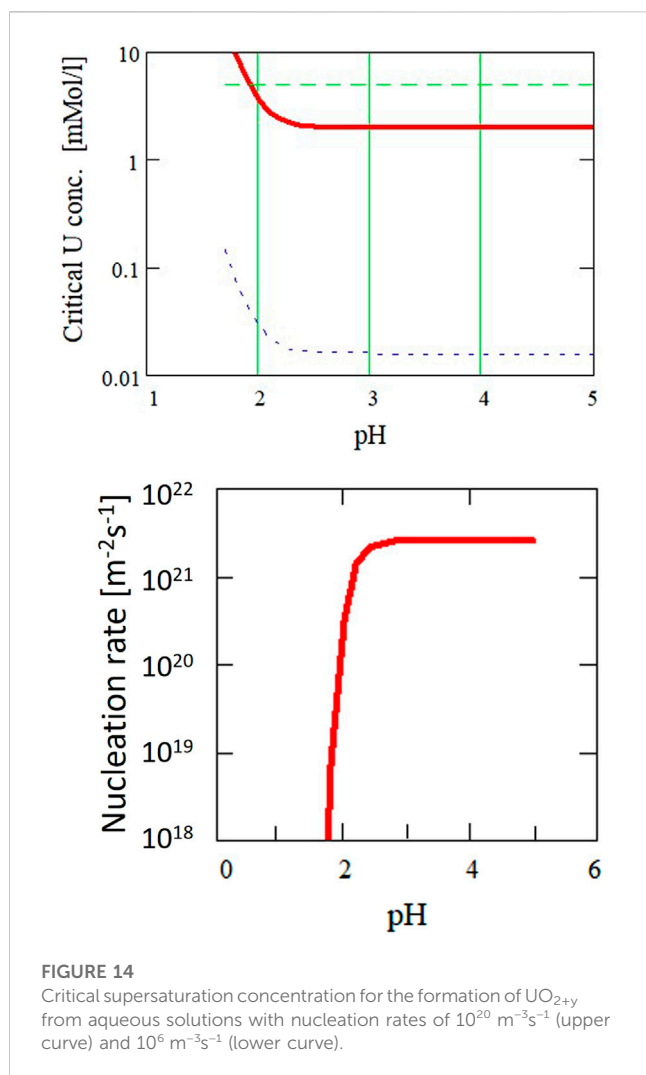 10
1
0.1
0.01
Critical U conc. [mMol/l]
1 2 3 4 5
pH
10²²
10²¹
10²⁰
10¹⁹
10¹⁸
Nucleation rate [m⁻²s⁻¹]
0 2 4 6
pH
FIGURE 14
Critical supersaturation concentration for the formation of UO₂₊y
from aqueous solutions with nucleation rates of 10²⁰ m⁻³s⁻¹ (upper
curve) and 10⁶ m⁻³s⁻¹ (lower curve).